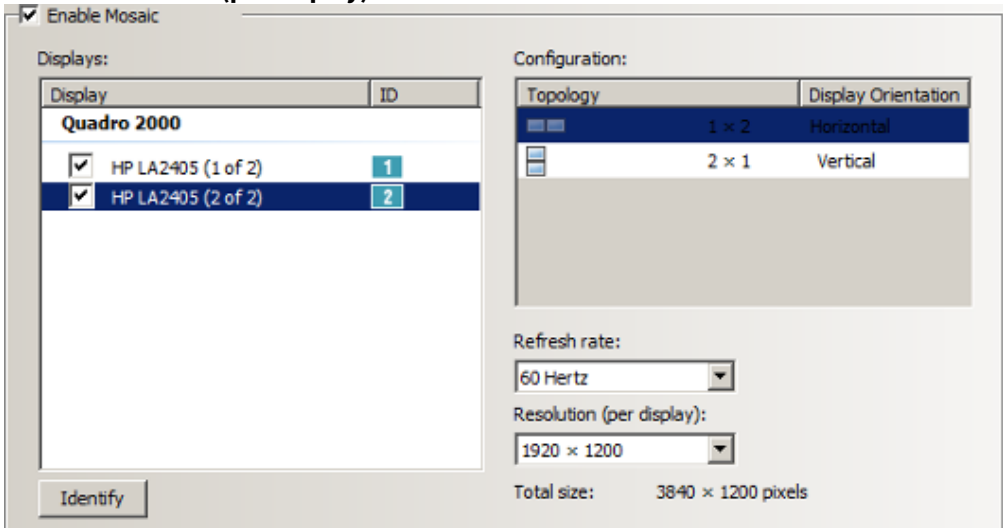 Enable Mosaic
Displays:
Display ID
Quadro 2000
HP LA2405 (1 of 2) 1
HP LA2405 (2 of 2) 2
Identify
Configuration:
Topology Display Orientation
1 × 2 Horizontal
2 × 1 Vertical
Refresh rate:
60 Hertz
Resolution (per display):
1920 × 1200
Total size: 3840 × 1200 pixels